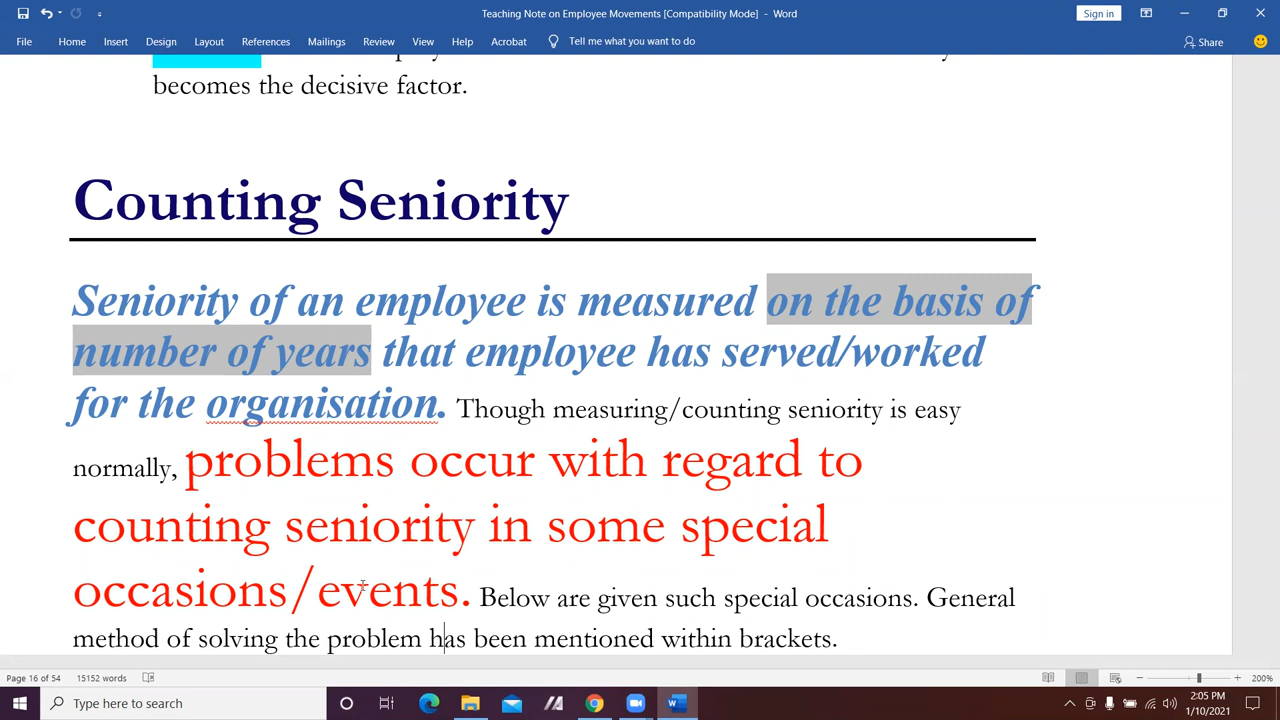 Teaching Note on Employee Movements [Compatibility Mode] - Word
Sign in
File Home Insert Design Layout References Mailings Review View Help Acrobat Tell me what you want to do Share
becomes the decisive factor.
Counting Seniority
Seniority of an employee is measured on the basis of
number of years that employee has served/worked
for the organisation. Though measuring/counting seniority is easy
normally, problems occur with regard to
counting seniority in some special
occasions/events. Below are given such special occasions. General
method of solving the problem has been mentioned within brackets.
Page 16 of 54 15152 words 200%
Type here to search
2:05 PM
1/10/2021